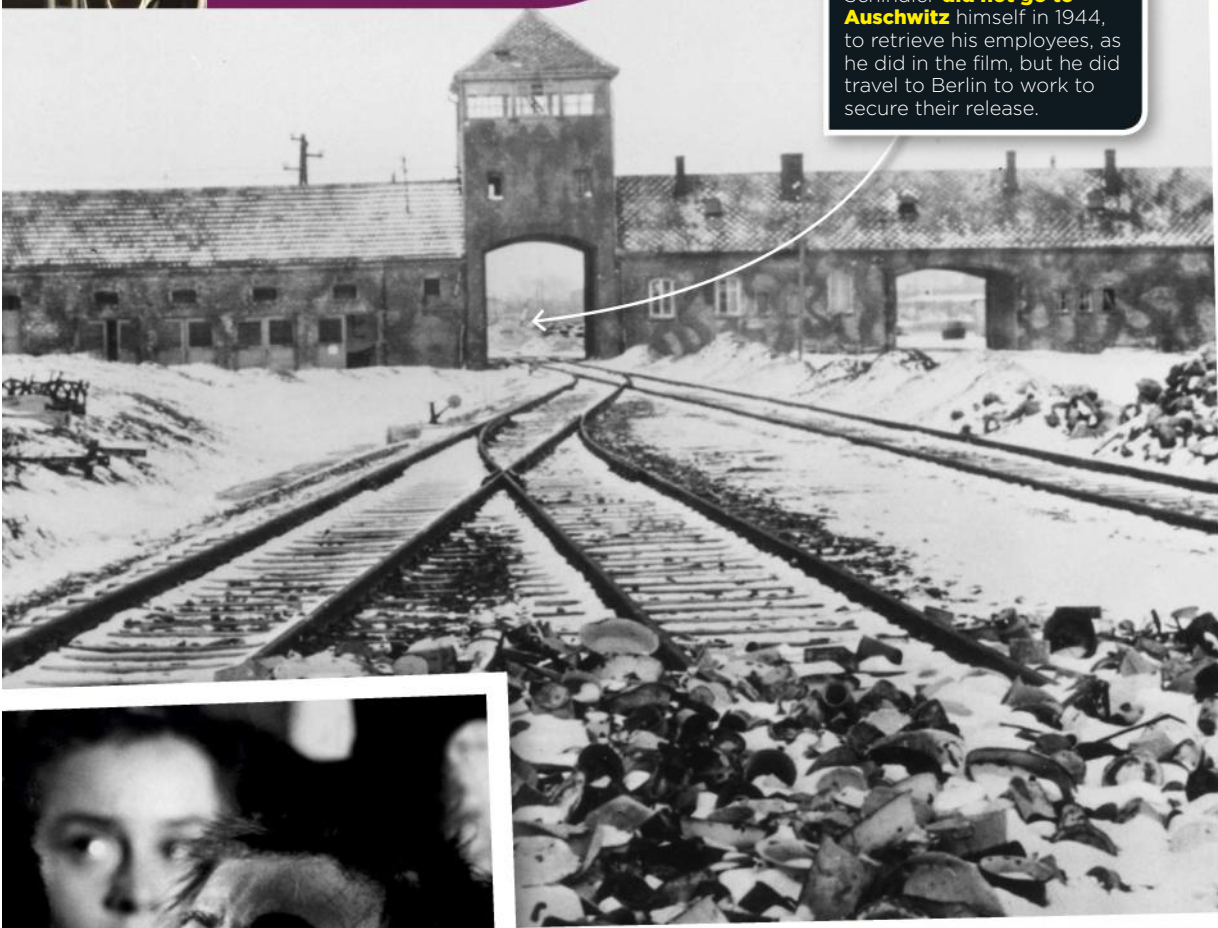 Schindler did not go to
Auschwitz himself in 1944,
to retrieve his employees, as
he did in the film, but he did
travel to Berlin to work to
secure their release.